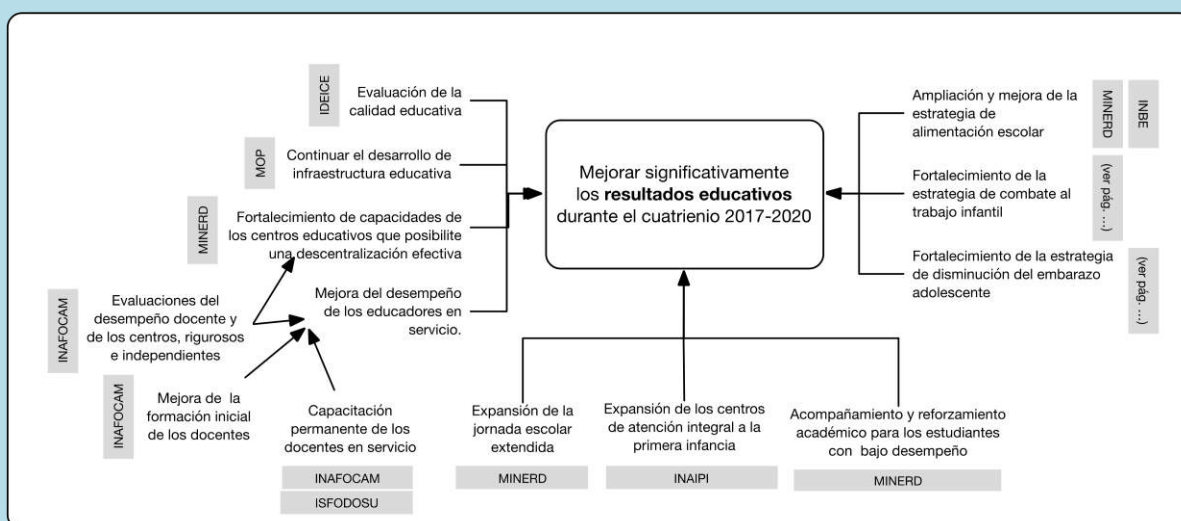 IDEICE
Evaluación de la
calidad educativa
MOP
Continuar el desarrollo de
infraestructura educativa
MINERD
Fortalecimiento de capacidades de
los centros educativos que posibilite
una descentralización efectiva
Mejora del desempeño
de los educadores en
servicio.
INAFOCAM
Evaluaciones del
desempeño docente y
de los centros, rigurosos
e independientes
INAFOCAM
Mejora de la
formación inicial
de los docentes
Capacitación
permanente de los
docentes en servicio
INAFOCAM
ISFODOSU
Mejorar significativamente
los resultados educativos
durante el cuatrienio 2017-2020
Expansión de la
jornada escolar
extendida
MINERD
Expansión de los centros
de atención integral a la
primera infancia
INAIPI
Acompañamiento y reforzamiento
académico para los estudiantes
con bajo desempeño
MINERD
Ampliación y mejora de la
estrategia de
alimentación escolar
MINERD
INBE
Fortalecimiento de la
estrategia de combate al
trabajo infantil
(ver pág. ...)
Fortalecimiento de la estrategia
de disminución del embarazo
adolescente
(ver pág. ...)